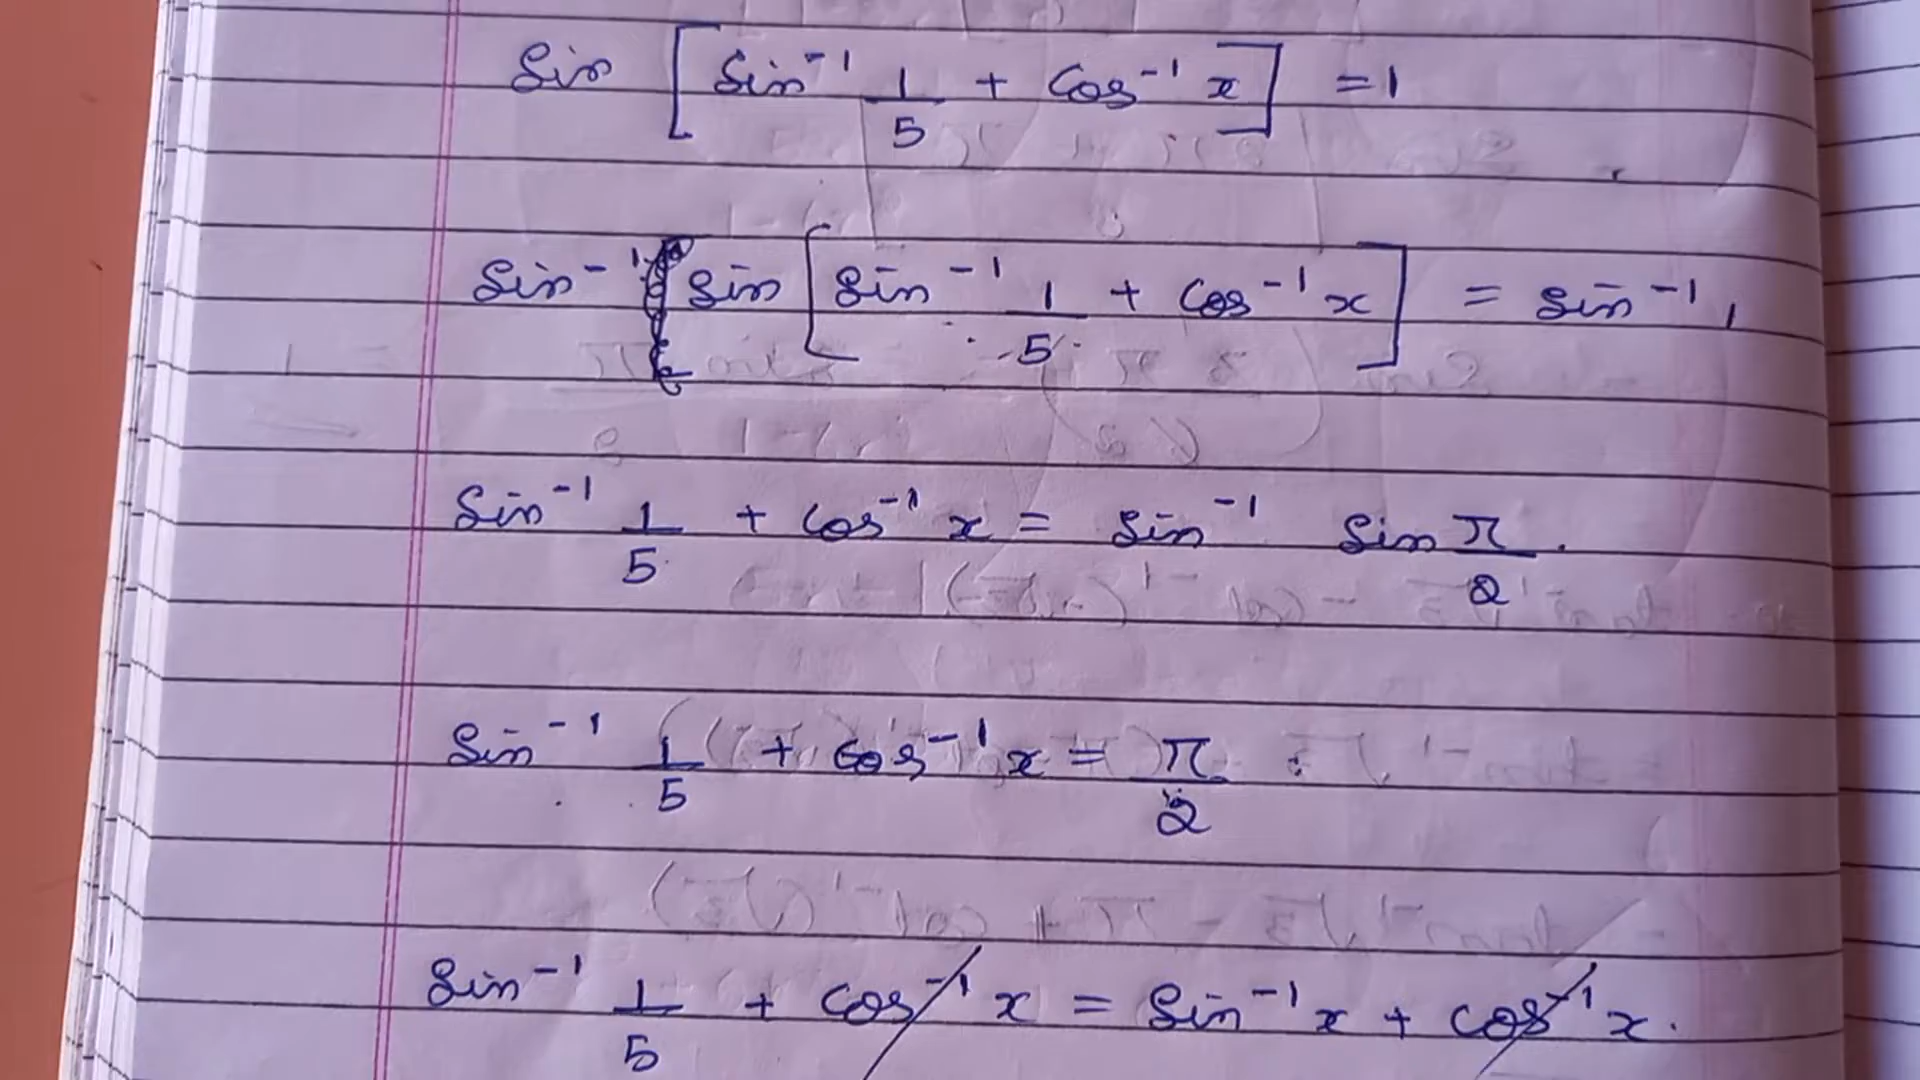 Sin [Sin⁻¹ 1/5 + Cos⁻¹ x] = 1
Sin⁻¹ Sin [Sin⁻¹ 1/5 + Cos⁻¹ x] = Sin⁻¹ 1
Sin⁻¹ 1/5 + Cos⁻¹ x = Sin⁻¹ Sin π/2.
Sin⁻¹ 1/5 + Cos⁻¹ x = π/2
Sin⁻¹ 1/5 + Cos⁻¹ x = Sin⁻¹ x + Cos⁻¹ x.